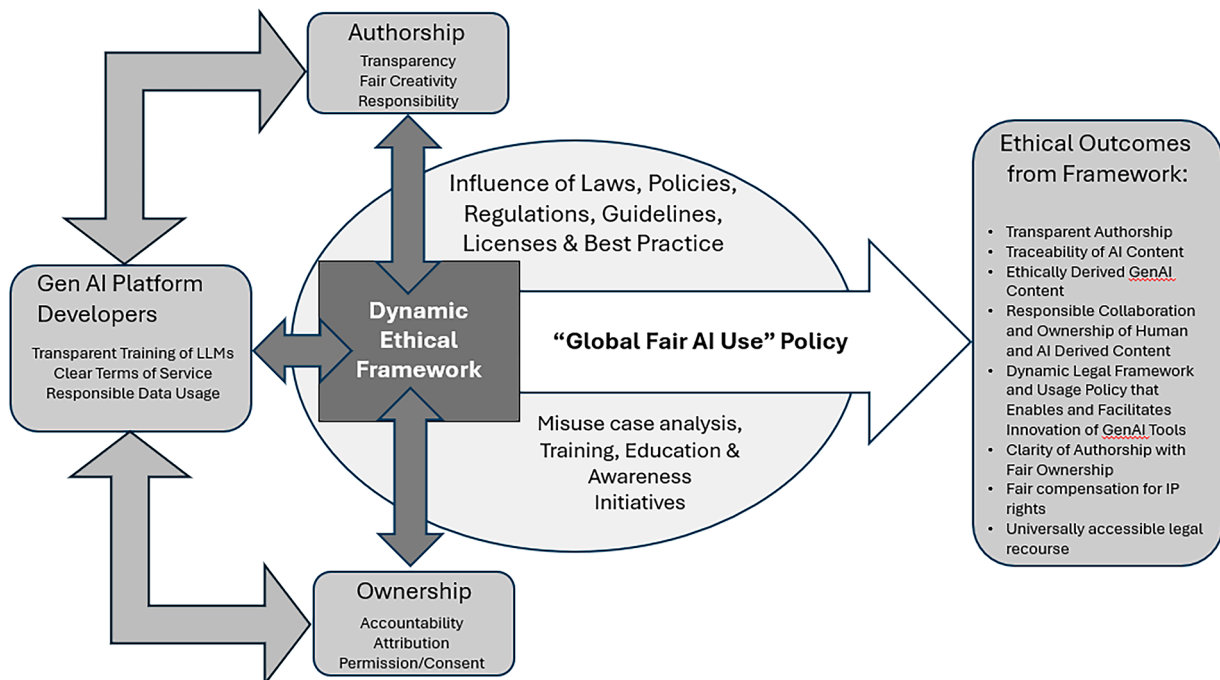 Authorship
Transparency
Fair Creativity
Responsibility
Gen AI Platform
Developers
Transparent Training of LLMs
Clear Terms of Service
Responsible Data Usage
Influence of Laws, Policies,
Regulations, Guidelines,
Licenses & Best Practice
Dynamic
Ethical
Framework
“Global Fair AI Use” Policy
Misuse case analysis,
Training, Education &
Awareness
Initiatives
Ownership
Accountability
Attribution
Permission/Consent
Ethical Outcomes
from Framework:
• Transparent Authorship
• Traceability of AI Content
• Ethically Derived GenAI
Content
• Responsible Collaboration
and Ownership of Human
and AI Derived Content
• Dynamic Legal Framework
and Usage Policy that
Enables and Facilitates
Innovation of GenAI Tools
• Clarity of Authorship with
Fair Ownership
• Fair compensation for IP
rights
• Universally accessible legal
recourse